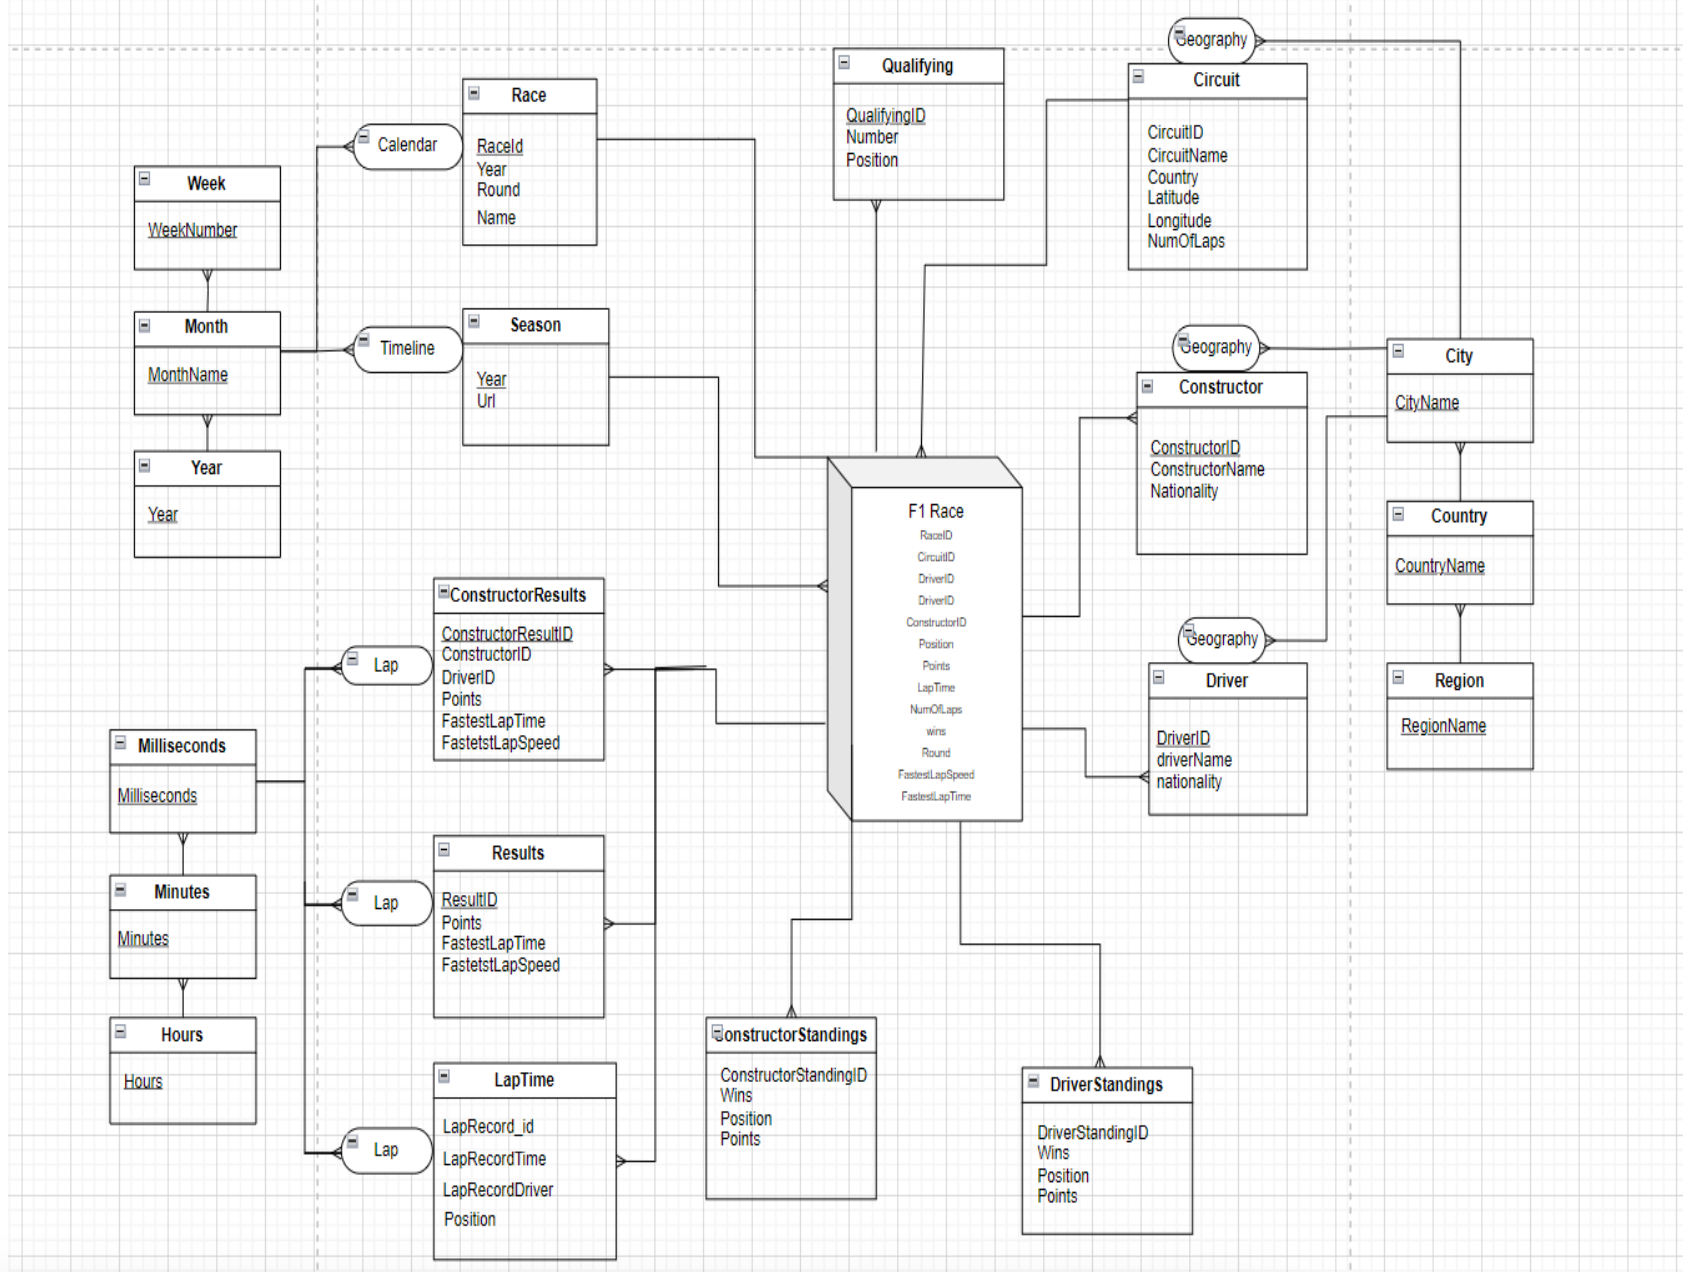 Geography
Qualifying
QualifyingID
Number
Position
Circuit
CircuitID
CircuitName
Country
Latitude
Longitude
NumOfLaps
Race
RaceId
Year
Round
Name
Calendar
Week
WeekNumber
Month
MonthName
Year
Year
Timeline
Season
Year
Url
Geography
Constructor
ConstructorID
ConstructorName
Nationality
City
CityName
Country
CountryName
Region
RegionName
Geography
Driver
DriverID
driverName
nationality
F1 Race
RaceID
CircuitID
DriverID
DriverID
ConstructorID
Position
Points
LapTime
NumOfLaps
wins
Round
FastestLapSpeed
FastestLapTime
ConstructorResults
ConstructorResultID
ConstructorID
DriverID
Points
FastestLapTime
FastetstLapSpeed
Lap
Milliseconds
Milliseconds
Minutes
Minutes
Hours
Hours
Lap
Results
ResultID
Points
FastestLapTime
FastetstLapSpeed
Lap
LapTime
LapRecord_id
LapRecordTime
LapRecordDriver
Position
ConstructorStandings
ConstructorStandingID
Wins
Position
Points
DriverStandings
DriverStandingID
Wins
Position
Points